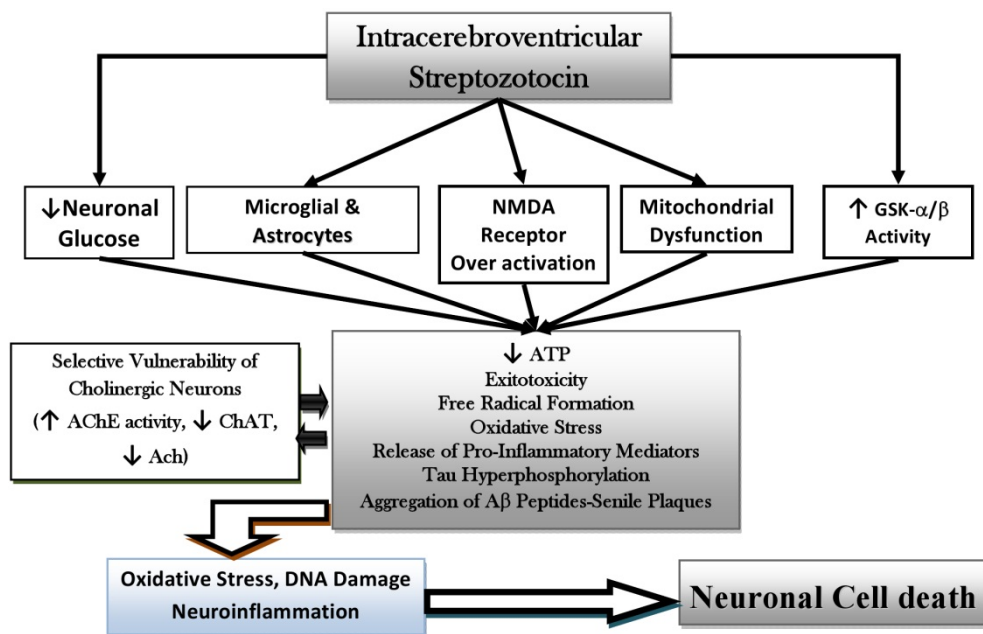 Intracerebroventricular
Streptozotocin
↓Neuronal
Glucose
Microglial &
Astrocytes
NMDA
Receptor
Over activation
Mitochondrial
Dysfunction
↑ GSK-α/β
Activity
Selective Vulnerability of
Cholinergic Neurons
(↑ AChE activity, ↓ ChAT,
↓ Ach)
↓ ATP
Exitotoxicity
Free Radical Formation
Oxidative Stress
Release of Pro-Inflammatory Mediators
Tau Hyperphosphorylation
Aggregation of Aβ Peptides-Senile Plaques
Oxidative Stress, DNA Damage
Neuroinflammation
Neuronal Cell death